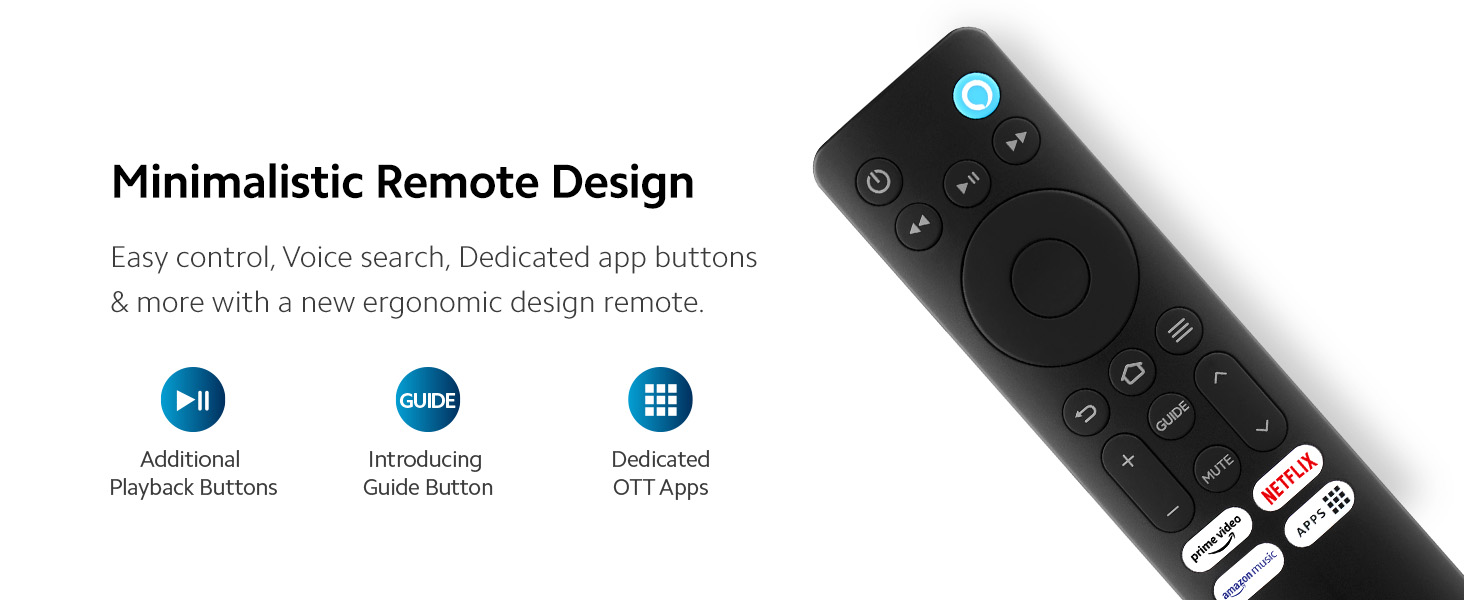 Minimalistic Remote Design
Easy control, Voice search, Dedicated app buttons
& more with a new ergonomic design remote.
GUIDE
Additional
Playback Buttons
Introducing
Guide Button
Dedicated
OTT Apps
GUIDE
MUTE
NETFLIX
prime video
APPS
amazon music